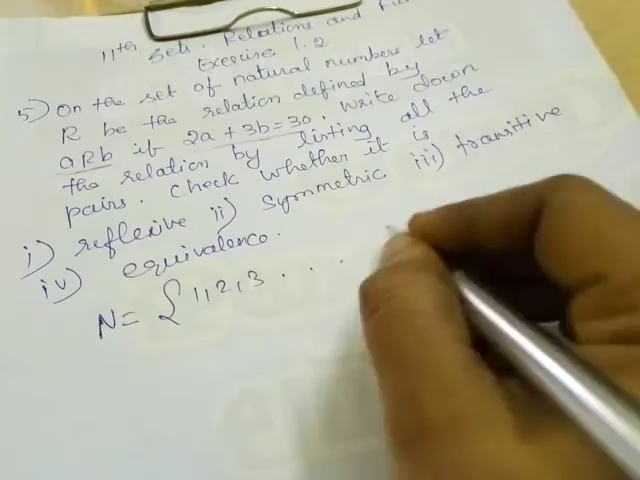 11th Sets. Relations and
Exercise 1.2
5) On the set of natural numbers let
R be the relation defined by
aRb if 2a + 3b = 30. Write down
the relation by listing all the
pairs. Check whether it is
i) reflexive ii) symmetric iii) transitive
iv) equivalence.
N = { 1, 2, 3 . . .